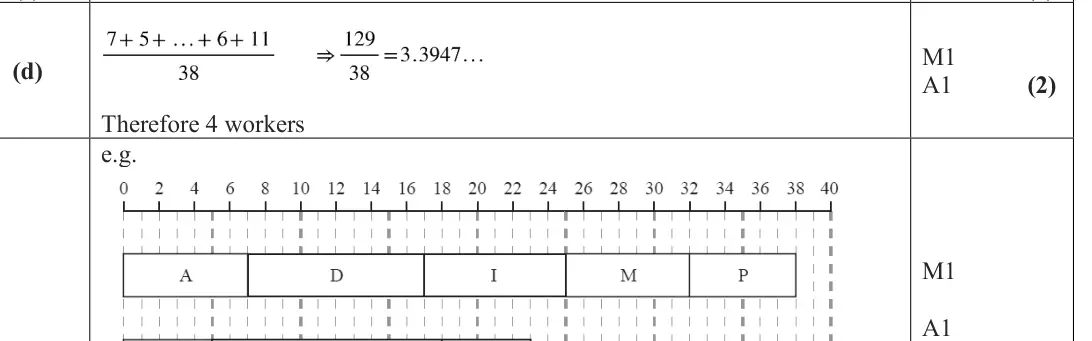 (d)
7 + 5 + … + 6 + 11 / 38 ⇒ 129 / 38 = 3.3947…
Therefore 4 workers
M1
A1 (2)
e.g.
0 2 4 6 8 10 12 14 16 18 20 22 24 26 28 30 32 34 36 38 40
A D I M P
M1
A1